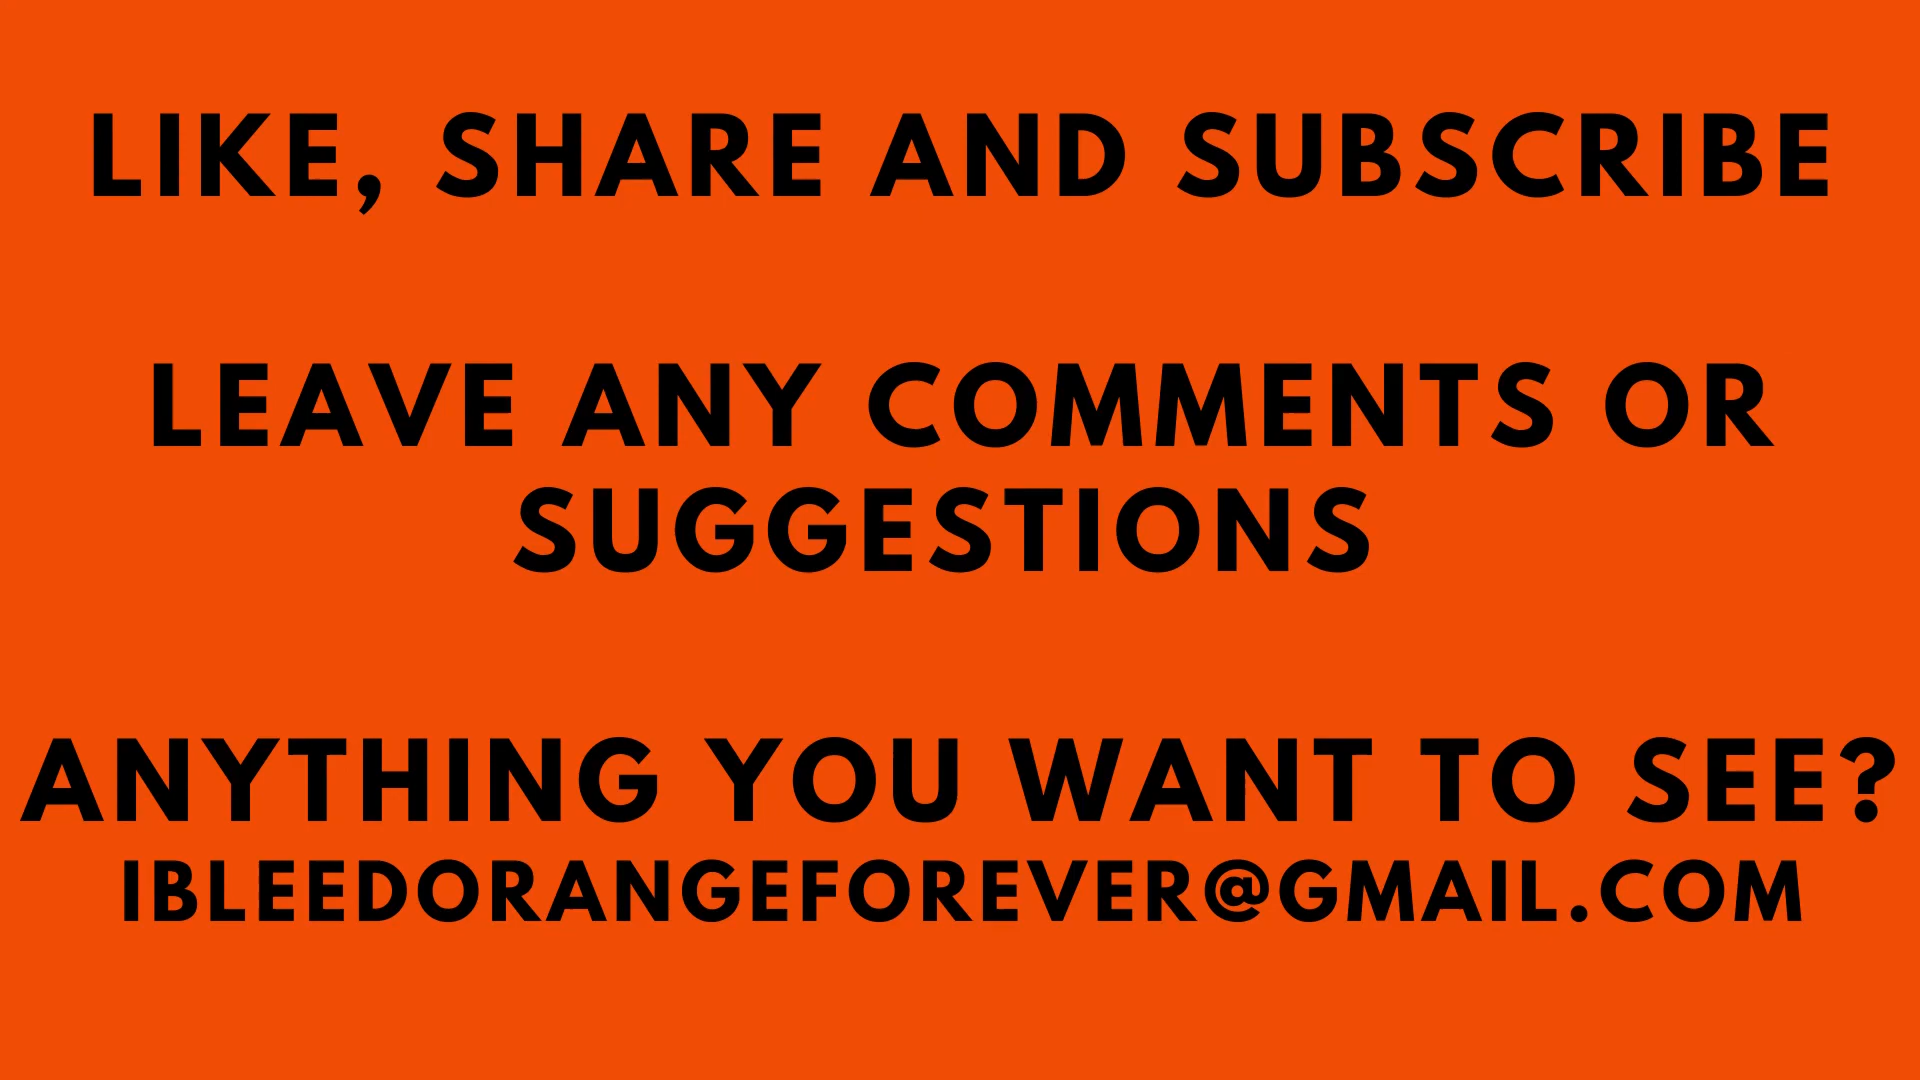 LIKE, SHARE AND SUBSCRIBE
LEAVE ANY COMMENTS OR
SUGGESTIONS
ANYTHING YOU WANT TO SEE?
IBLEEDORANGEFOREVER@GMAIL.COM